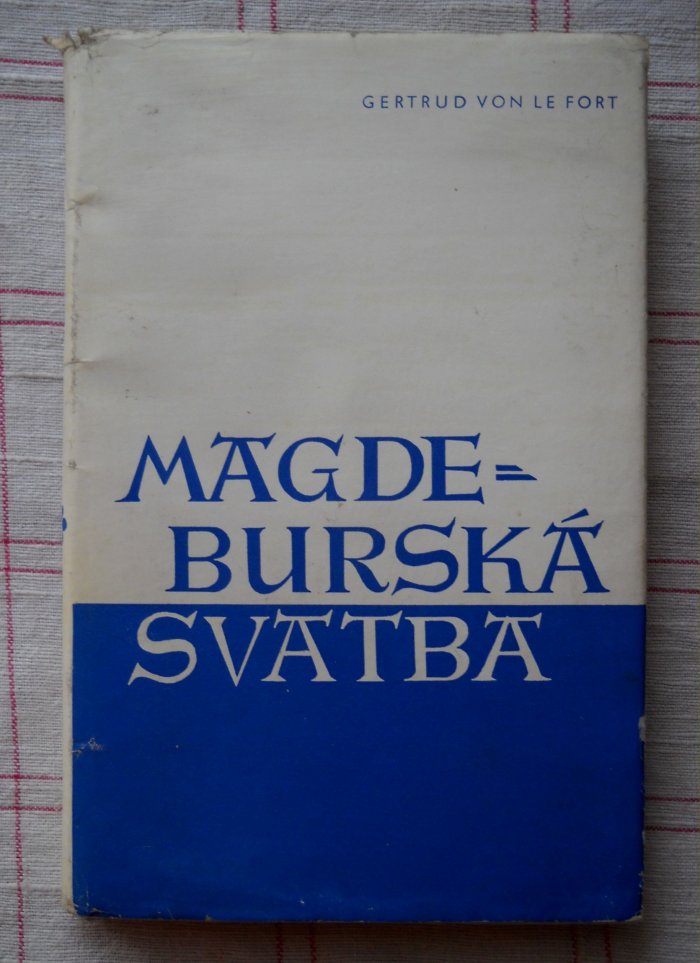 GERTRUD VON LE FORT
MAGDE=
BURSKÁ
SVATBA